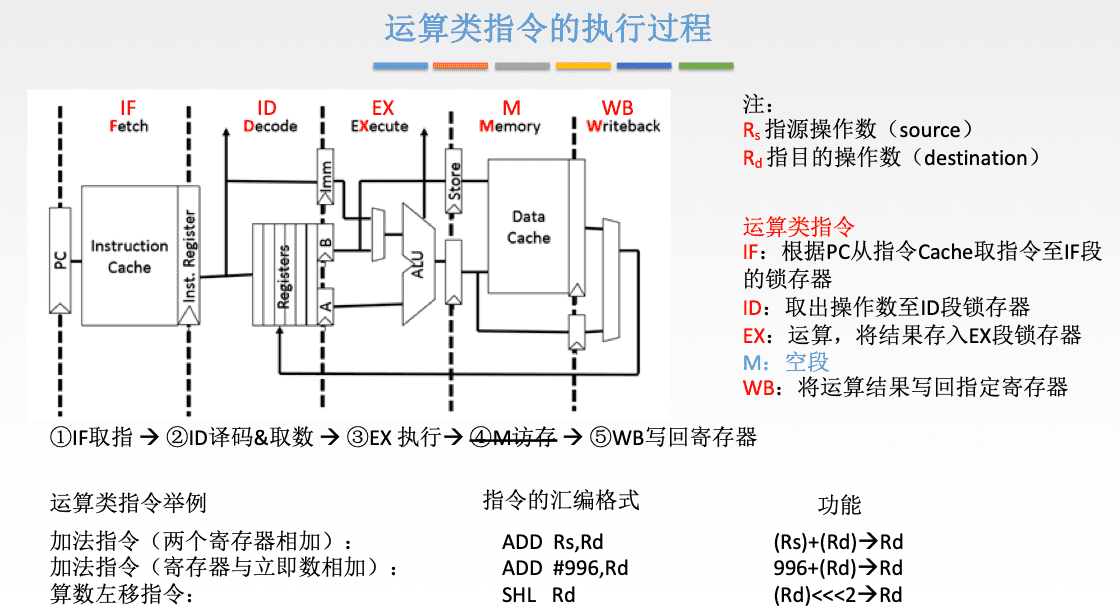 运算类指令的执行过程
IF
Fetch
ID
Decode
EX
EXecute
M
Memory
WB
Writeback
PC
Instruction
Cache
Inst. Register
Registers
Imm
B
A
ALU
Store
Data
Cache
注：
Rs 指源操作数（source）
Rd 指目的操作数（destination）
运算类指令
IF：根据PC从指令Cache取指令至IF段
的锁存器
ID：取出操作数至ID段锁存器
EX：运算，将结果存入EX段锁存器
M：空段
WB：将运算结果写回指定寄存器
①IF取指 → ②ID译码&取数 → ③EX 执行→ ④M访存 → ⑤WB写回寄存器
运算类指令举例 指令的汇编格式 功能
加法指令（两个寄存器相加）： ADD Rs,Rd (Rs)+(Rd)→Rd
加法指令（寄存器与立即数相加）： ADD #996,Rd 996+(Rd)→Rd
算数左移指令： SHL Rd (Rd)<<<2→Rd